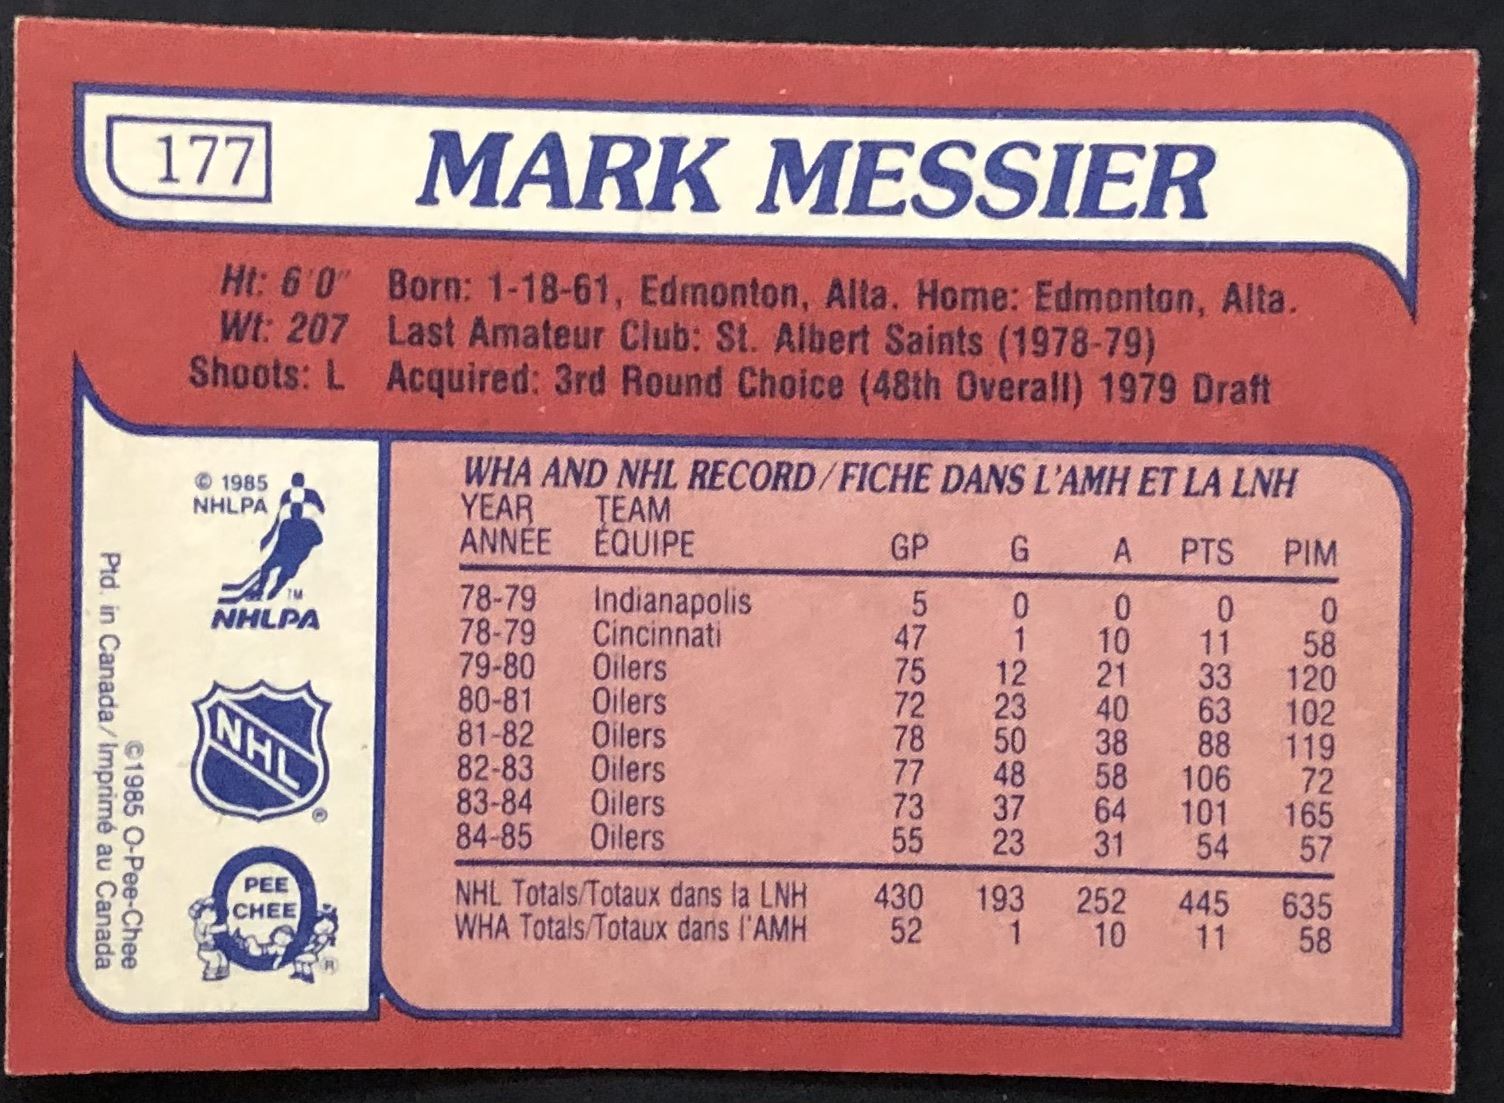 177
MARK MESSIER
Ht: 6'0" Born: 1-18-61, Edmonton, Alta. Home: Edmonton, Alta.
Wt: 207 Last Amateur Club: St. Albert Saints (1978-79)
Shoots: L Acquired: 3rd Round Choice (48th Overall) 1979 Draft
© 1985
NHLPA
TM
NHLPA
NHL
®
PEE
CHEE
®
©1985 O-Pee-Chee
Ptd. in Canada/Imprimé au Canada
WHA AND NHL RECORD/FICHE DANS L'AMH ET LA LNH
YEAR TEAM
ANNÉE ÉQUIPE GP G A PTS PIM
78-79 Indianapolis 5 0 0 0 0
78-79 Cincinnati 47 1 10 11 58
79-80 Oilers 75 12 21 33 120
80-81 Oilers 72 23 40 63 102
81-82 Oilers 78 50 38 88 119
82-83 Oilers 77 48 58 106 72
83-84 Oilers 73 37 64 101 165
84-85 Oilers 55 23 31 54 57
NHL Totals/Totaux dans la LNH 430 193 252 445 635
WHA Totals/Totaux dans l'AMH 52 1 10 11 58